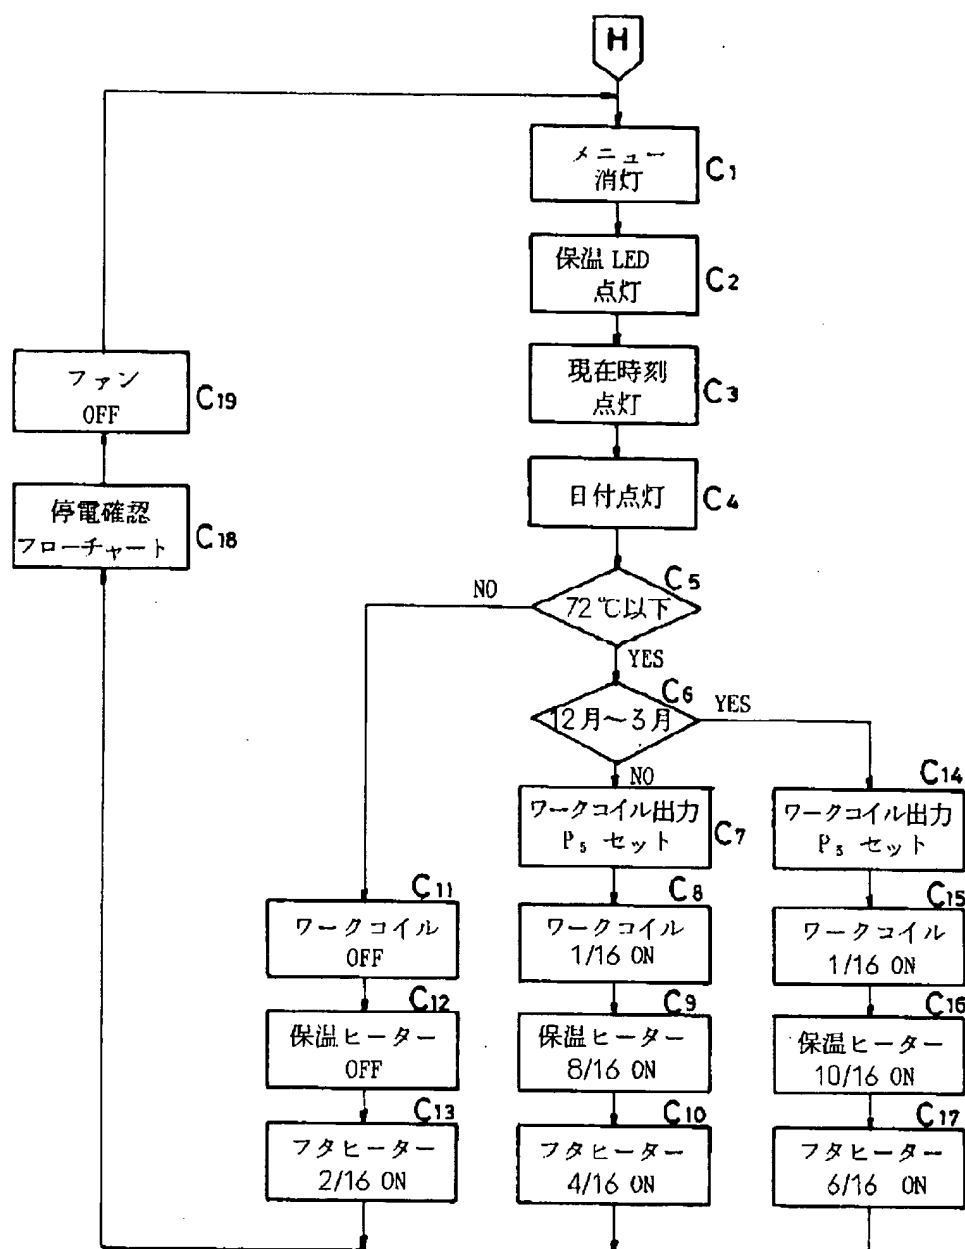 H
メニュー
消灯
C1
保温 LED
点灯
C2
現在時刻
点灯
C3
日付点灯
C4
ファン
OFF
C19
停電確認
フローチャート
C18
C5
NO
72℃以下
YES
C6
12月～3月
YES
NO
ワークコイル出力
P5 セット
C7
C14
ワークコイル出力
P5 セット
C11
ワークコイル
OFF
C8
ワークコイル
1/16 ON
C15
ワークコイル
1/16 ON
C12
保温ヒーター
OFF
C9
保温ヒーター
8/16 ON
C16
保温ヒーター
10/16 ON
C13
フタヒーター
2/16 ON
C10
フタヒーター
4/16 ON
C17
フタヒーター
6/16 ON